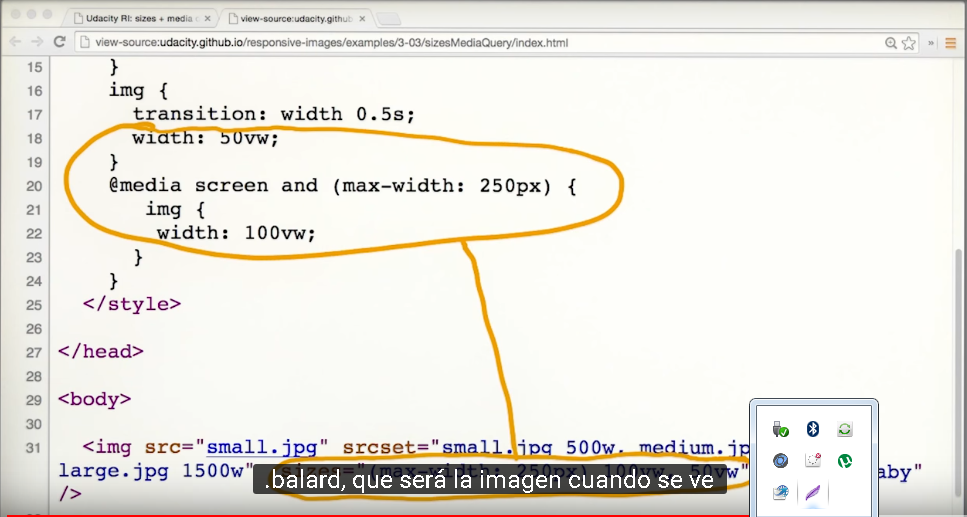 Udacity RI: sizes + media
view-source:udacity.github
view-source:udacity.github.io/responsive-images/examples/3-03/sizesMediaQuery/index.html
15 }
16 img {
17 transition: width 0.5s;
18 width: 50vw;
19 }
20 @media screen and (max-width: 250px) {
21 img {
22 width: 100vw;
23 }
24 }
25 </style>
26
27 </head>
28
29 <body>
30
31 <img src="small.jpg" srcset="small.jpg 500w, medium.jp
large.jpg 1500w" sizes="(max-width: 250px) 100vw, 50vw" aby"
/>
.balard, que será la imagen cuando se ve